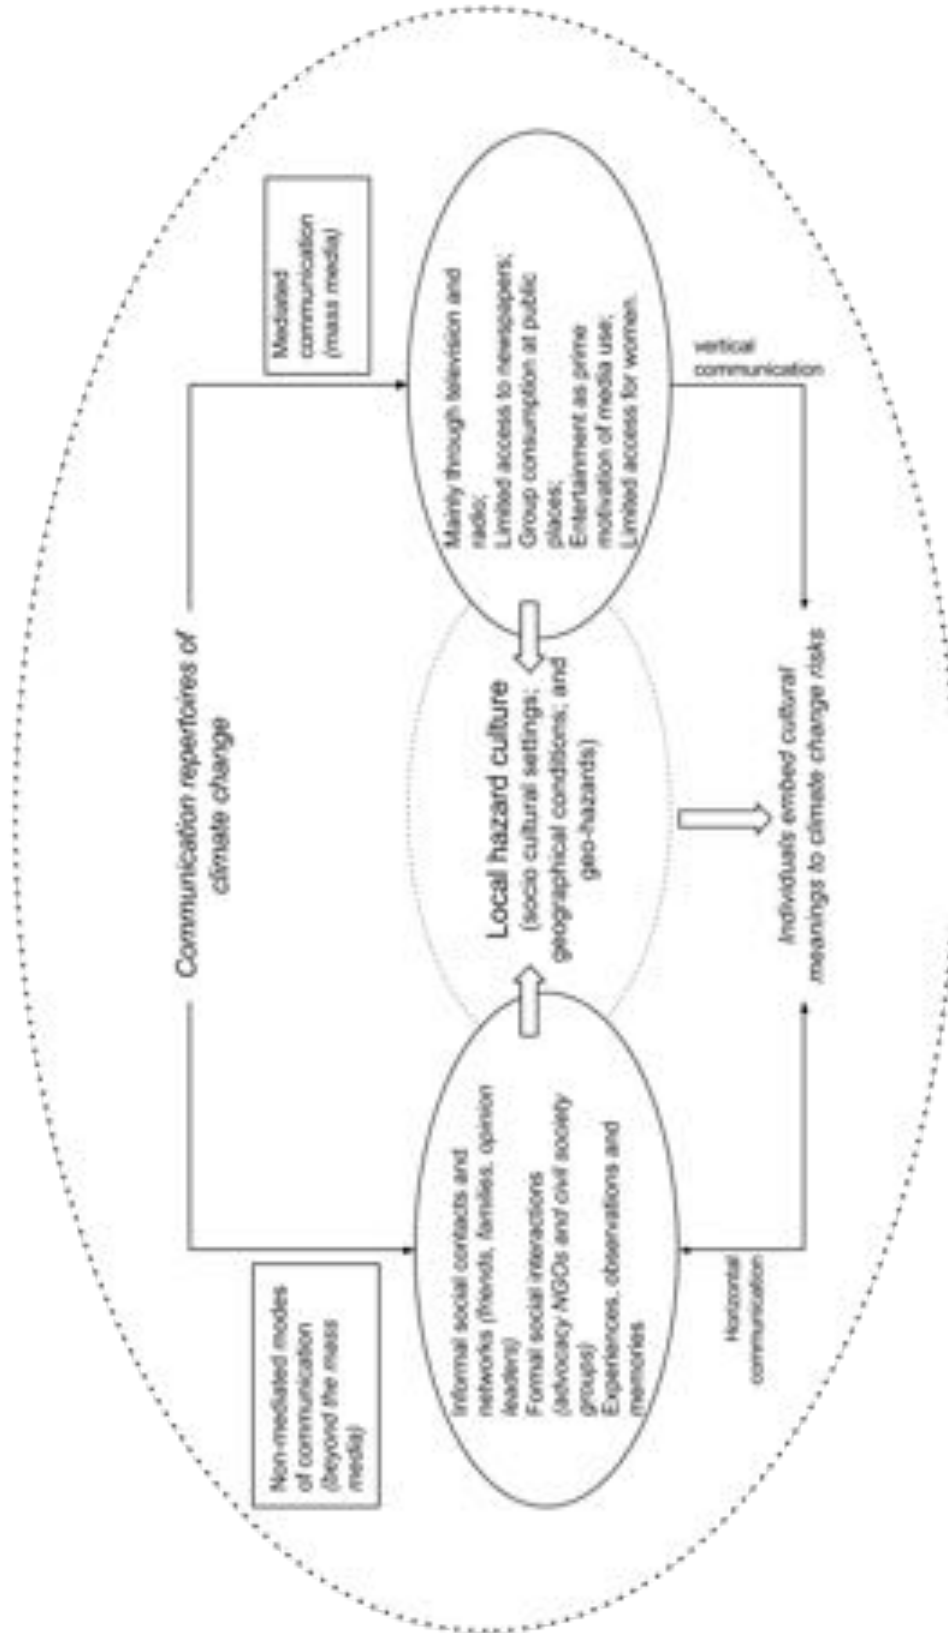 Communication repertoires of
climate change
Non-mediated modes
of communication
(beyond the mass
media)
Mediated
communication
(mass media)
Informal social contacts and
networks (friends, families, opinion
leaders)
Formal social interactions
(advocacy NGOs and civil society
groups)
Experiences, observations and
memories
Local hazard culture
(socio cultural settings;
geographical conditions; and
geo-hazards)
Mainly through television and
radio;
Limited access to newspapers;
Group consumption at public
places;
Entertainment as prime
motivation of media use;
Limited access for women.
Horizontal
communication
vertical
communication
Individuals embed cultural
meanings to climate change risks